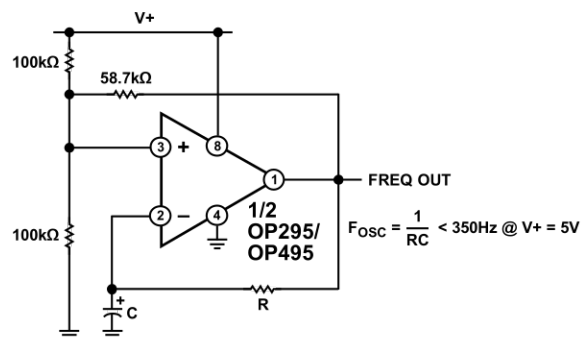 V+
100kΩ
58.7kΩ
3
+
8
1
FREQ OUT
2
−
4
1/2
OP295/
OP495
FOSC = 1/RC < 350Hz @ V+ = 5V
100kΩ
+
C
R